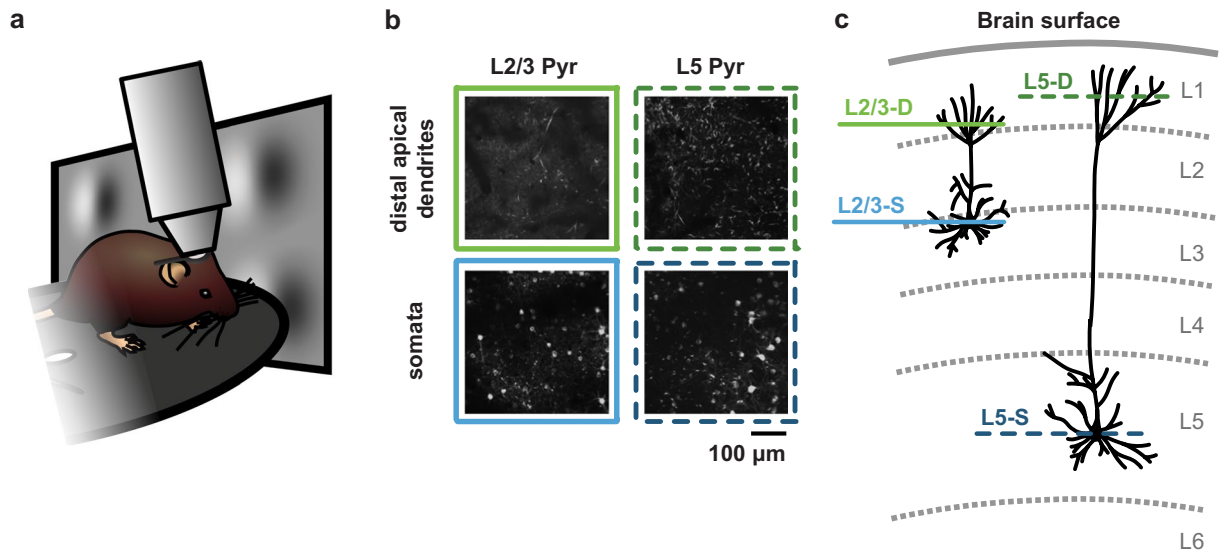 a
b
c
L2/3 Pyr
L5 Pyr
distal apical
dendrites
somata
100 μm
Brain surface
L5-D
L1
L2/3-D
L2
L2/3-S
L3
L4
L5-S
L5
L6